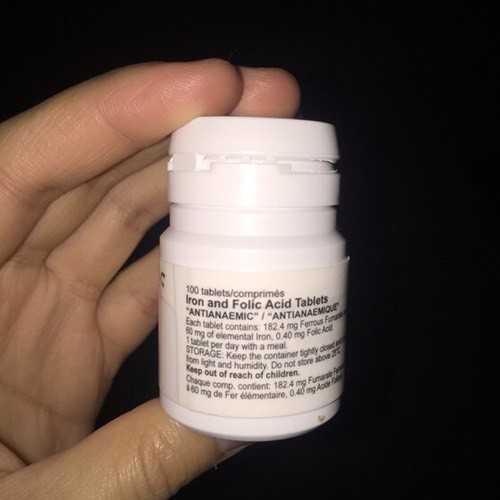 100 tablets/comprimés
Iron and Folic Acid Tablets
"ANTIANAEMIC" / "ANTIANAEMIQUE"
Each tablet contains: 182.4 mg Ferrous Fumarate
60 mg of elemental Iron, 0.40 mg Folic Acid.
1 tablet per day with a meal.
STORAGE: Keep the container tightly closed
from light and humidity. Do not store above 25°C.
Keep out of reach of children.
Chaque comp. contient: 182.4 mg Fumarate
à 60 mg de Fer élémentaire, 0.40 mg Acide
C